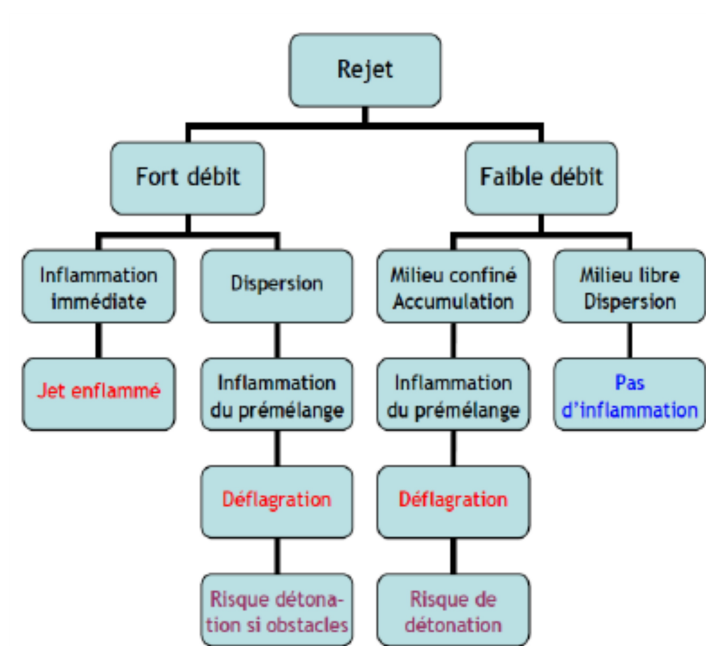 Rejet
Fort débit
Faible débit
Inflammation
immédiate
Dispersion
Milieu confiné
Accumulation
Milieu libre
Dispersion
Jet enflammé
Inflammation
du prémélange
Inflammation
du prémélange
Pas
d'inflammation
Déflagration
Déflagration
Risque détona-
tion si obstacles
Risque de
détonation